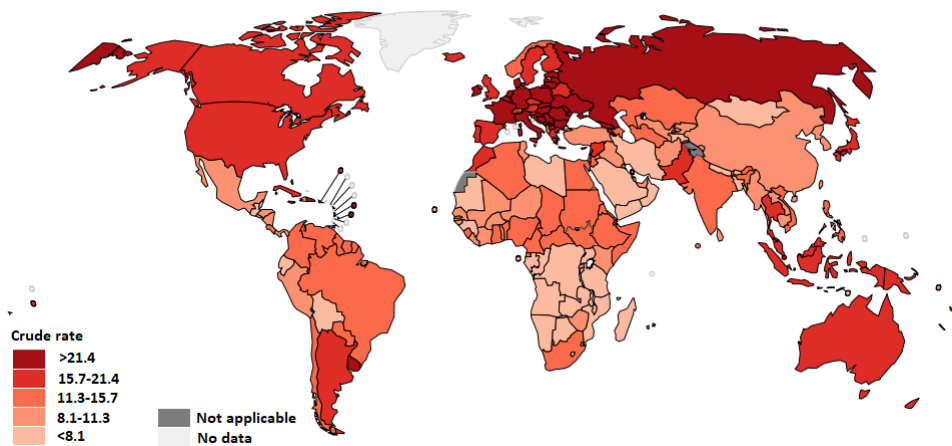 Crude rate
>21.4
15.7-21.4
11.3-15.7
8.1-11.3
<8.1
Not applicable
No data